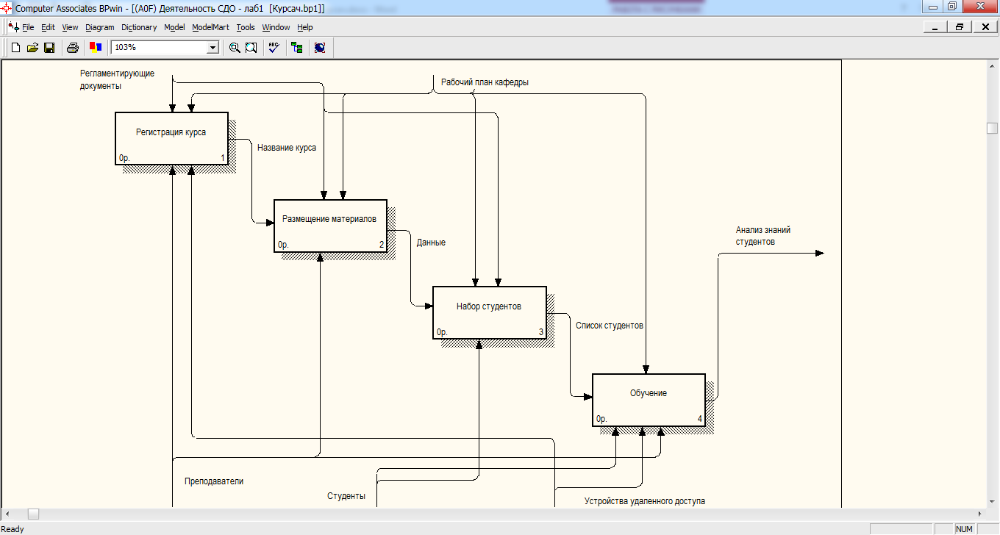 Computer Associates BPwin - [(A0F) Деятельность СДО - лаб1 [Курсач.bp1]]
File Edit View Diagram Dictionary Model ModelMart Tools Window Help
103%
ABC
Регламентирующие
документы
Рабочий план кафедры
Регистрация курса
0р. 1
Название курса
Размещение материалов
0р. 2
Данные
Анализ знаний
студентов
Набор студентов
0р. 3
Список студентов
Обучение
0р. 4
Преподаватели
Студенты
Устройства удаленного доступа
Ready
NUM